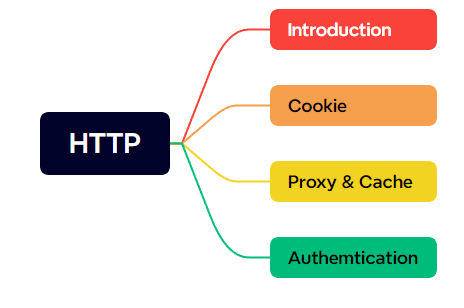 Introduction
Cookie
HTTP
Proxy & Cache
Authemtication